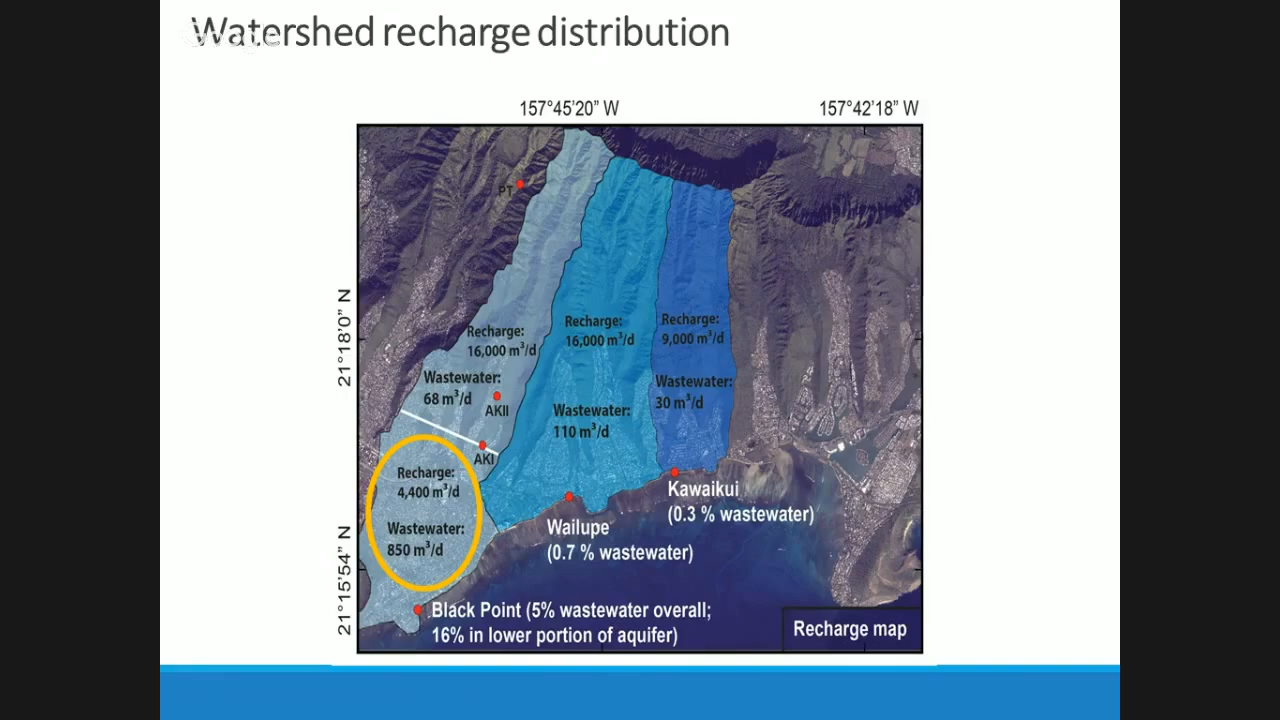 Watershed recharge distribution
Google
157°45'20" W
157°42'18" W
PT
21°18'0" N
Recharge:
16,000 m³/d
Wastewater:
68 m³/d
AKII
AKI
Recharge:
16,000 m³/d
Wastewater:
110 m³/d
Recharge:
9,000 m³/d
Wastewater:
30 m³/d
Recharge:
4,400 m³/d
Wastewater:
850 m³/d
21°15'54" N
Kawaikui
(0.3 % wastewater)
Wailupe
(0.7 % wastewater)
Black Point (5% wastewater overall;
16% in lower portion of aquifer)
Recharge map